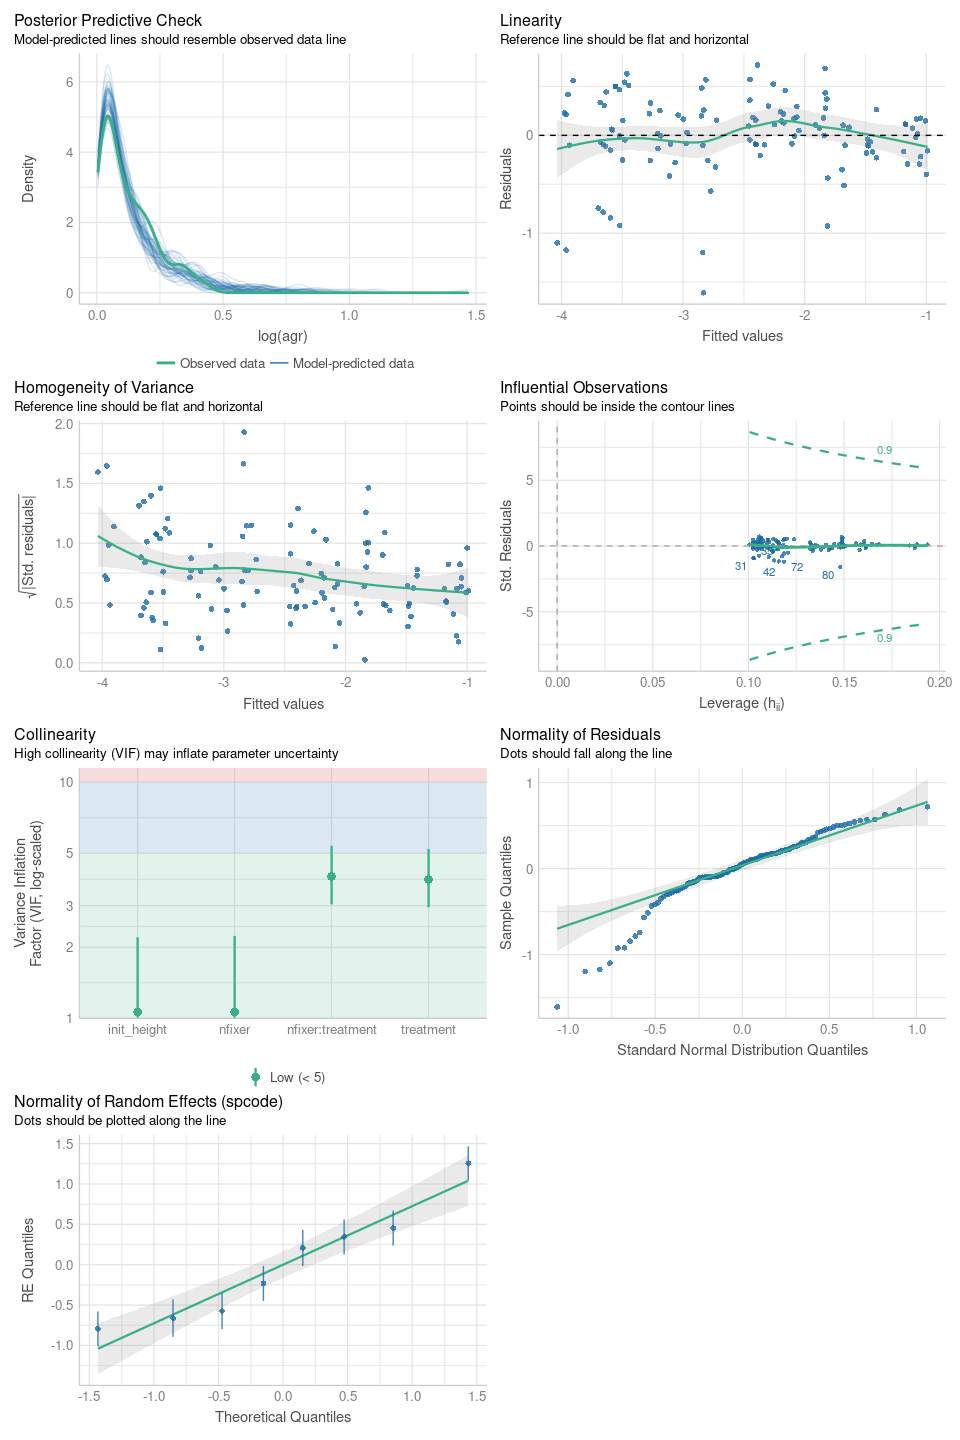 Posterior Predictive Check
Model-predicted lines should resemble observed data line
6
4
2
0
Density
0.0 0.5 1.0 1.5
log(agr)
Observed data Model-predicted data
Linearity
Reference line should be flat and horizontal
0
-1
Residuals
-4 -3 -2 -1
Fitted values
Homogeneity of Variance
Reference line should be flat and horizontal
2.0
1.5
1.0
0.5
0.0
√|Std. residuals|
-4 -3 -2 -1
Fitted values
Influential Observations
Points should be inside the contour lines
5
0
-5
Std. Residuals
0.9
31 42 72 80
0.9
0.00 0.05 0.10 0.15 0.20
Leverage (hii)
Collinearity
High collinearity (VIF) may inflate parameter uncertainty
10
5
3
2
1
Variance Inflation
Factor (VIF, log-scaled)
init_height nfixer nfixer:treatment treatment
Low (< 5)
Normality of Residuals
Dots should fall along the line
1
0
-1
Sample Quantiles
-1.0 -0.5 0.0 0.5 1.0
Standard Normal Distribution Quantiles
Normality of Random Effects (spcode)
Dots should be plotted along the line
1.5
1.0
0.5
0.0
-0.5
-1.0
RE Quantiles
-1.5 -1.0 -0.5 0.0 0.5 1.0 1.5
Theoretical Quantiles